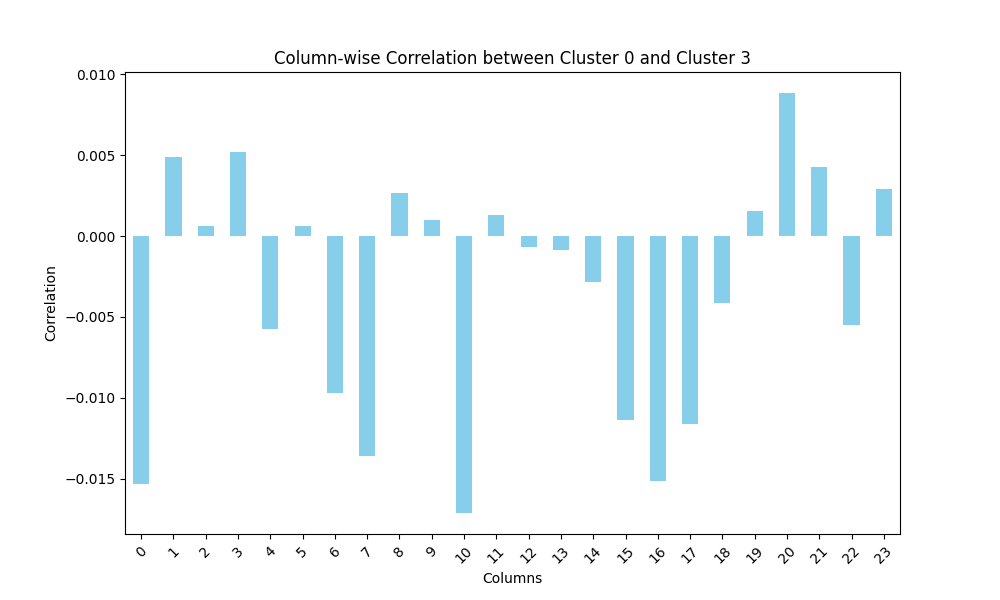 Column-wise Correlation between Cluster 0 and Cluster 3
0.010
0.005
0.000
−0.005
−0.010
−0.015
Correlation
0 1 2 3 4 5 6 7 8 9 10 11 12 13 14 15 16 17 18 19 20 21 22 23
Columns